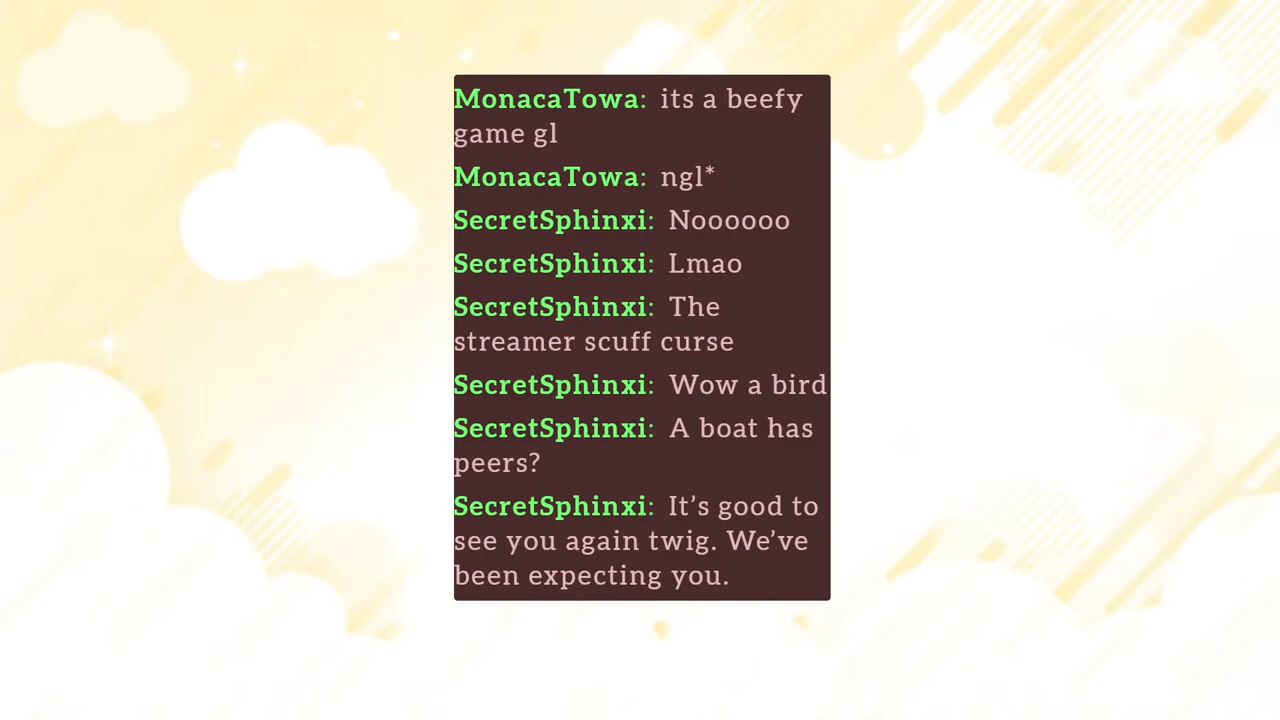 MonacaTowa: its a beefy
game gl
MonacaTowa: ngl*
SecretSphinxi: Noooooo
SecretSphinxi: Lmao
SecretSphinxi: The
streamer scuff curse
SecretSphinxi: Wow a bird
SecretSphinxi: A boat has
peers?
SecretSphinxi: It’s good to
see you again twig. We’ve
been expecting you.